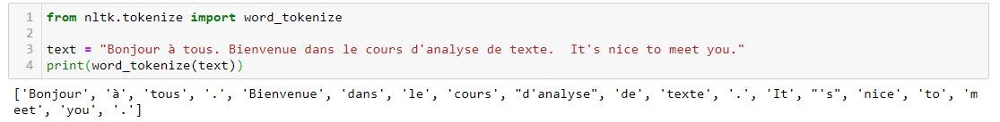 1 from nltk.tokenize import word_tokenize
2
3 text = "Bonjour à tous. Bienvenue dans le cours d'analyse de texte.  It's nice to meet you."
4 print(word_tokenize(text))
['Bonjour', 'à', 'tous', '.', 'Bienvenue', 'dans', 'le', 'cours', "d'analyse", 'de', 'texte', '.', 'It', "'s", 'nice', 'to', 'm
eet', 'you', '.']